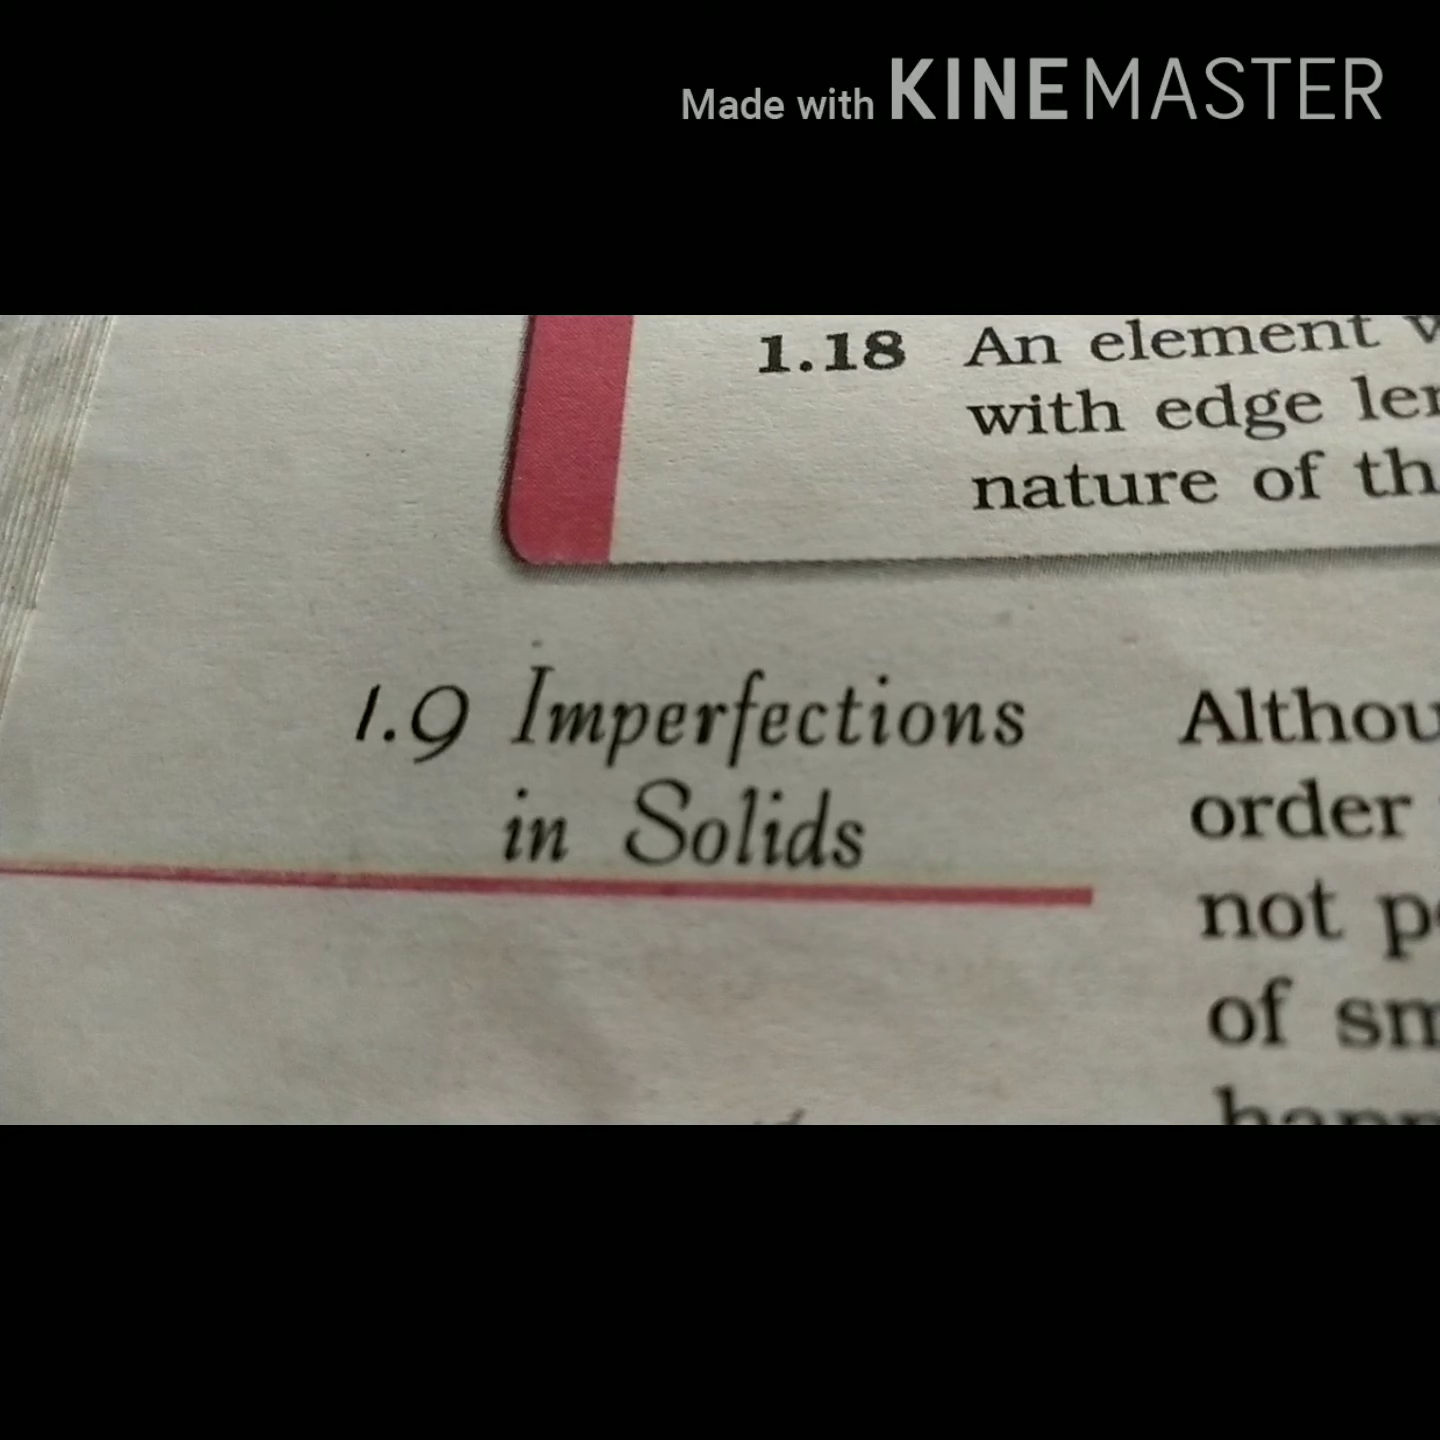 Made with KINEMASTER
1.18 An element
with edge
nature of
1.9 Imperfections
in Solids
order
not
of